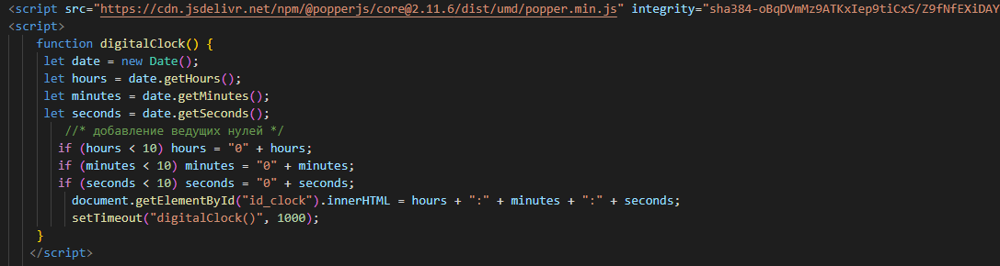 <script src="https://cdn.jsdelivr.net/npm/@popperjs/core@2.11.6/dist/umd/popper.min.js" integrity="sha384-oBqDVmMz9ATKxIep9tiCxS/Z9fNfEXiDAY
<script>
function digitalClock() {
let date = new Date();
let hours = date.getHours();
let minutes = date.getMinutes();
let seconds = date.getSeconds();
//* добавление ведущих нулей */
if (hours < 10) hours = "0" + hours;
if (minutes < 10) minutes = "0" + minutes;
if (seconds < 10) seconds = "0" + seconds;
document.getElementById("id_clock").innerHTML = hours + ":" + minutes + ":" + seconds;
setTimeout("digitalClock()", 1000);
}
</script>